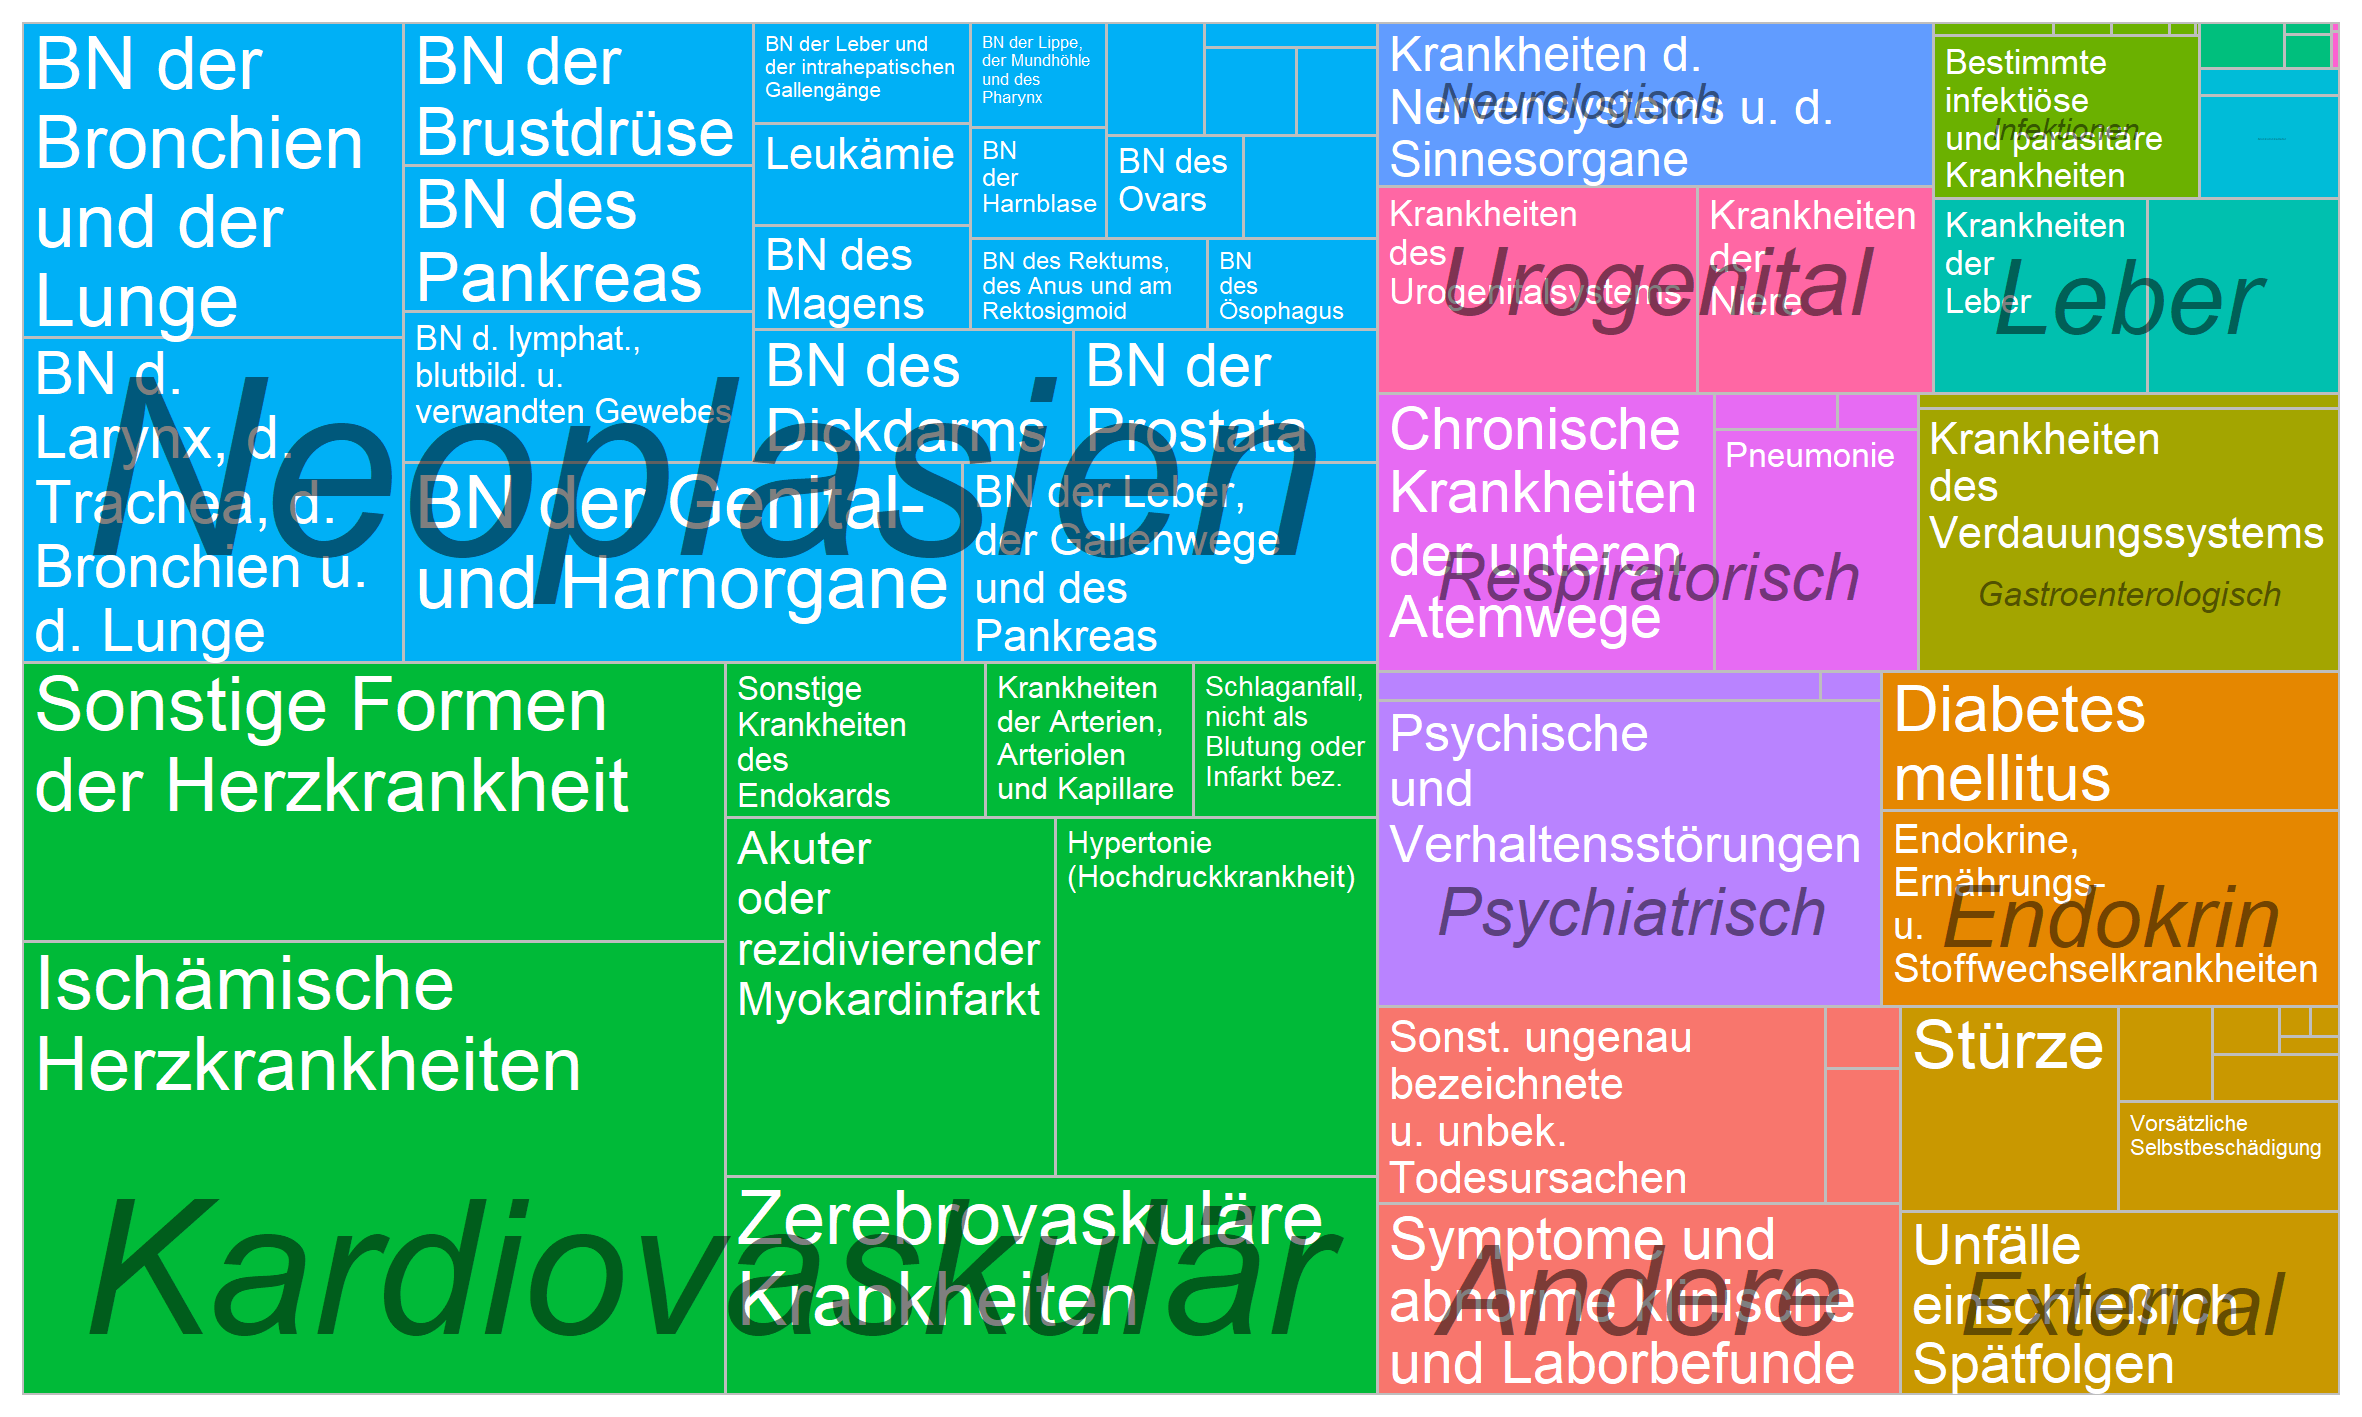 BN der
Bronchien
und der
Lunge
BN d.
Larynx, d.
Trachea, d.
Bronchien u.
d. Lunge
BN der
Brustdrüse
BN des
Pankreas
BN d. lymphat.,
blutbild. u.
verwandten Gewebes
BN der Leber und
der intrahepatischen
Gallengänge
Leukämie
BN des
Magens
BN der Lippe,
der Mundhöhle
und des
Pharynx
BN
der
Harnblase
BN des
Ovars
BN des Rektums,
des Anus und am
Rektosigmoid
BN
des
Ösophagus
BN des
Dickdarms
BN der
Prostata
BN der Genital-
und Harnorgane
BN der Leber,
der Gallenwege
und des
Pankreas
Neoplasien
Sonstige Formen
der Herzkrankheit
Ischämische
Herzkrankheiten
Sonstige
Krankheiten
des
Endokards
Krankheiten
der Arterien,
Arteriolen
und Kapillare
Schlaganfall,
nicht als
Blutung oder
Infarkt bez.
Akuter
oder
rezidivierender
Myokardinfarkt
Hypertonie
(Hochdruckkrankheit)
Zerebrovaskuläre
Krankheiten
Kardiovaskulär
Krankheiten d.
Nervensystems u. d.
Sinnesorgane
Neurologisch
Bestimmte
infektiöse
und parasitäre
Krankheiten
Infektionen
Krankheiten
des
Urogenitalsystems
Krankheiten
der
Niere
Urogenital
Krankheiten
der
Leber
Leber
Chronische
Krankheiten
der unteren
Atemwege
Pneumonie
Respiratorisch
Krankheiten
des
Verdauungssystems
Gastroenterologisch
Psychische
und
Verhaltensstörungen
Psychiatrisch
Diabetes
mellitus
Endokrine,
Ernährungs-
u.
Stoffwechselkrankheiten
Endokrin
Sonst. ungenau
bezeichnete
u. unbek.
Todesursachen
Symptome und
abnorme klinische
und Laborbefunde
Andere
Stürze
Vorsätzliche
Selbstbeschädigung
Unfälle
einschließlich
Spätfolgen
External